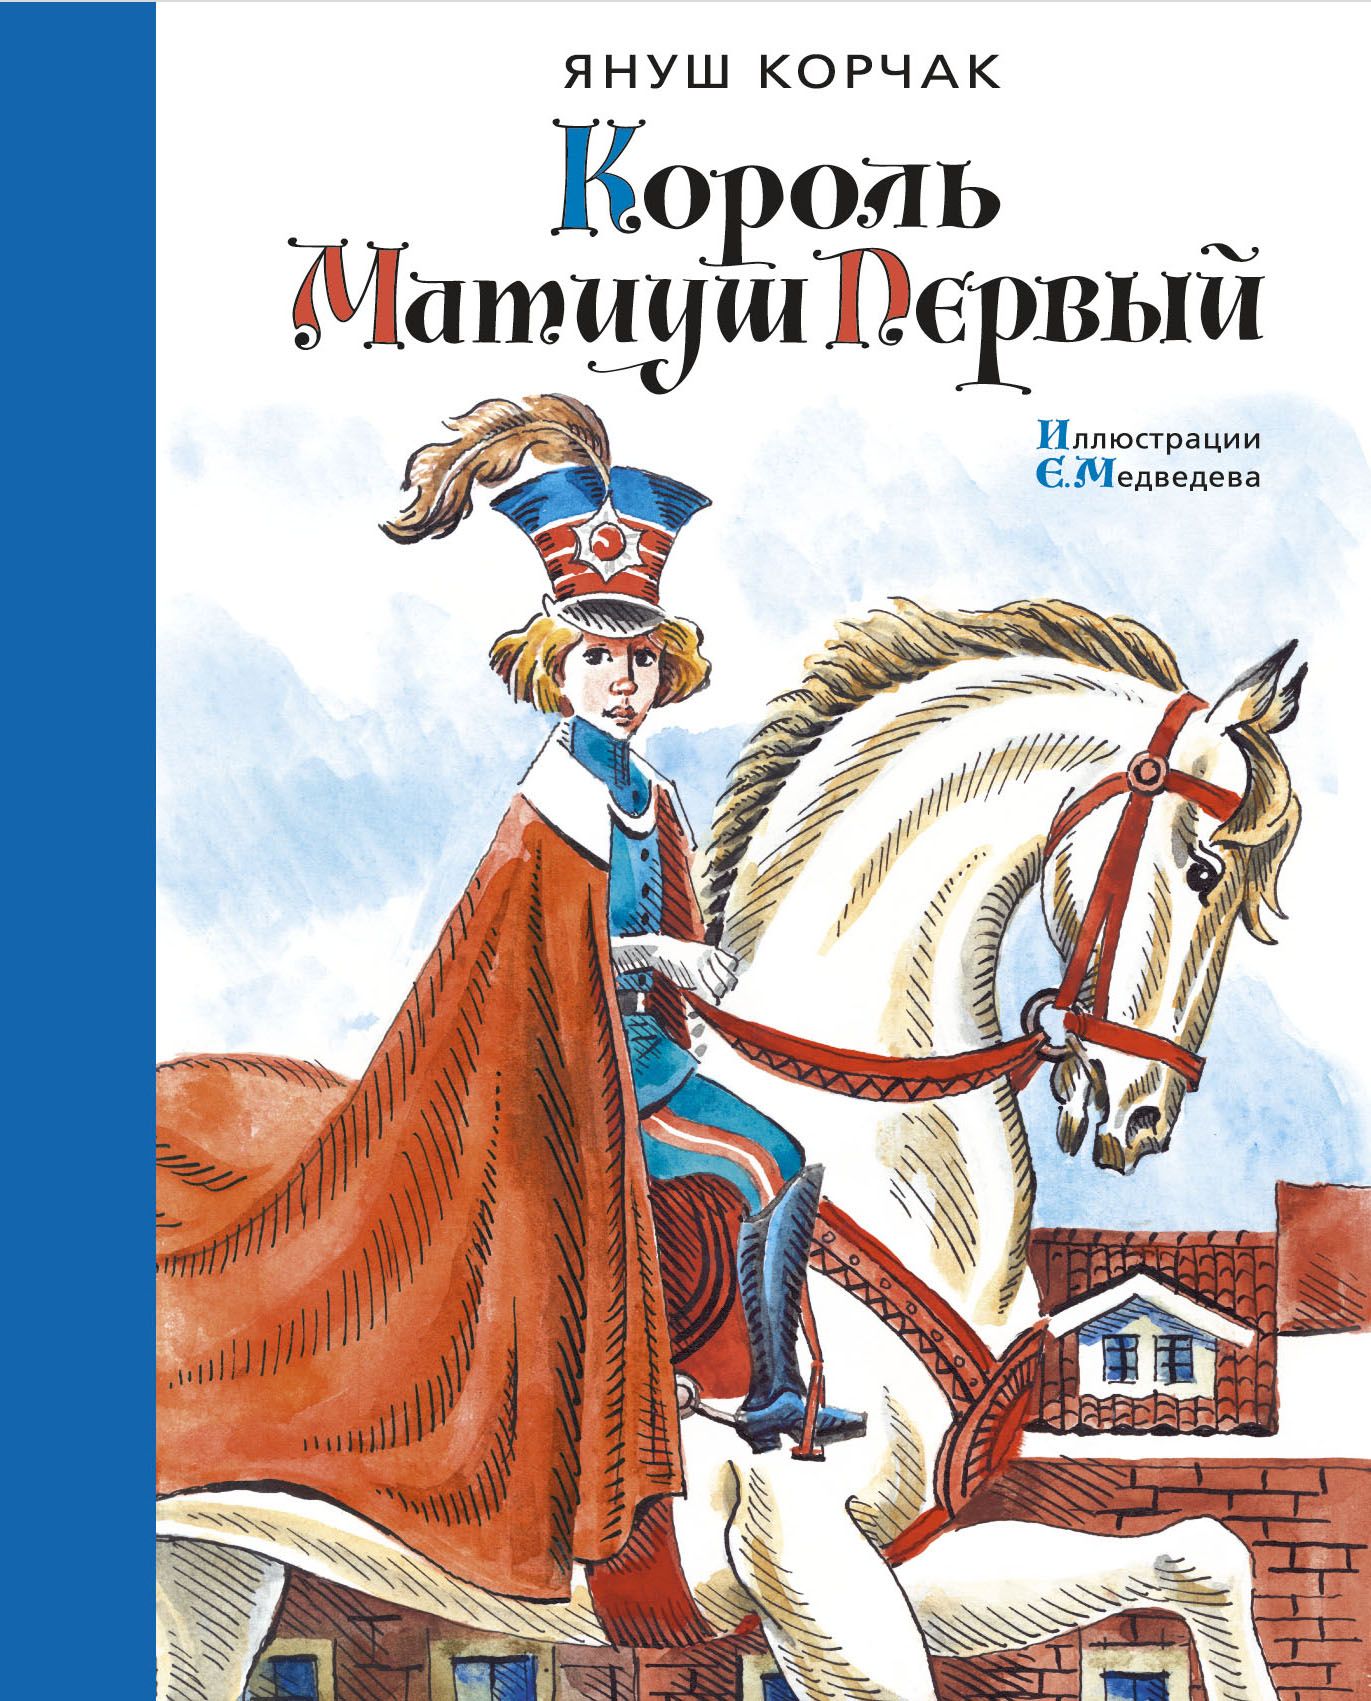 ЯНУШ КОРЧАК
Король
Матиуш Первый
Иллюстрации
Е. Медведева